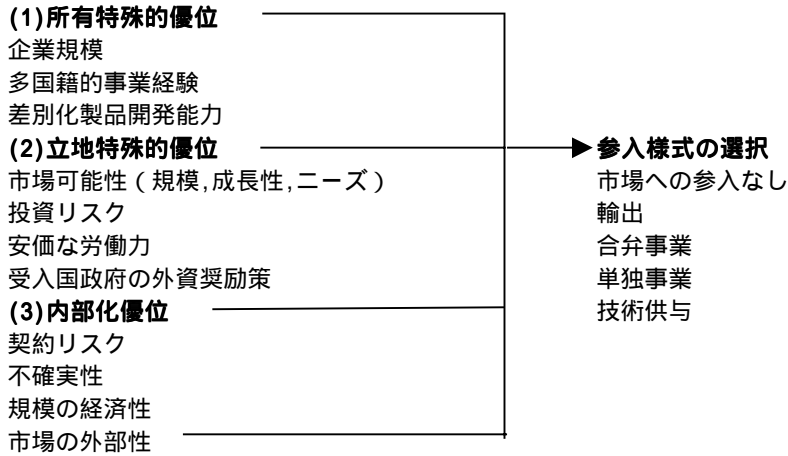 (1)所有特殊的優位
企業規模
多国籍的事業経験
差別化製品開発能力
(2)立地特殊的優位
市場可能性(規模,成長性,ニーズ)
投資リスク
安価な労働力
受入国政府の外資奨励策
(3)内部化優位
契約リスク
不確実性
規模の経済性
市場の外部性
参入様式の選択
市場への参入なし
輸出
合弁事業
単独事業
技術供与